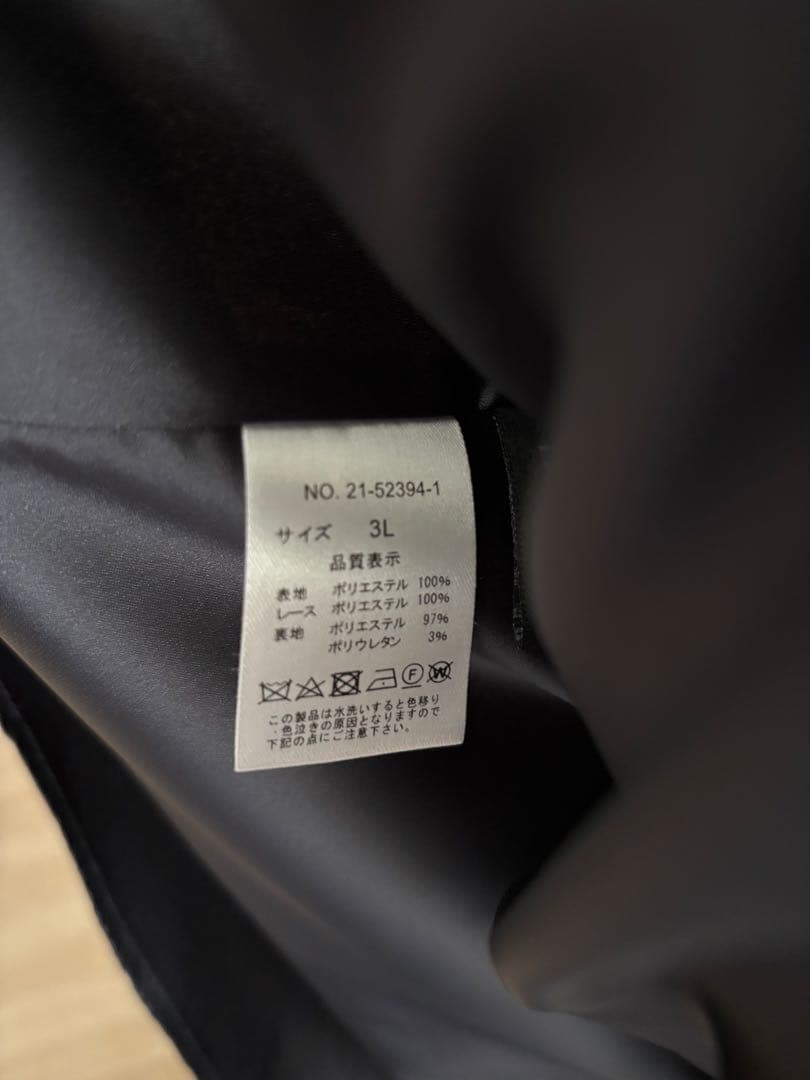 NO. 21-52394-1
サイズ 3L
品質表示
表地 ポリエステル 100%
レース ポリエステル 100%
裏地 ポリエステル 97%
ポリウレタン 3%
F W
この製品は水洗いすると色移り
・色泣きの原因となりますので
下記の点にご注意下さい。